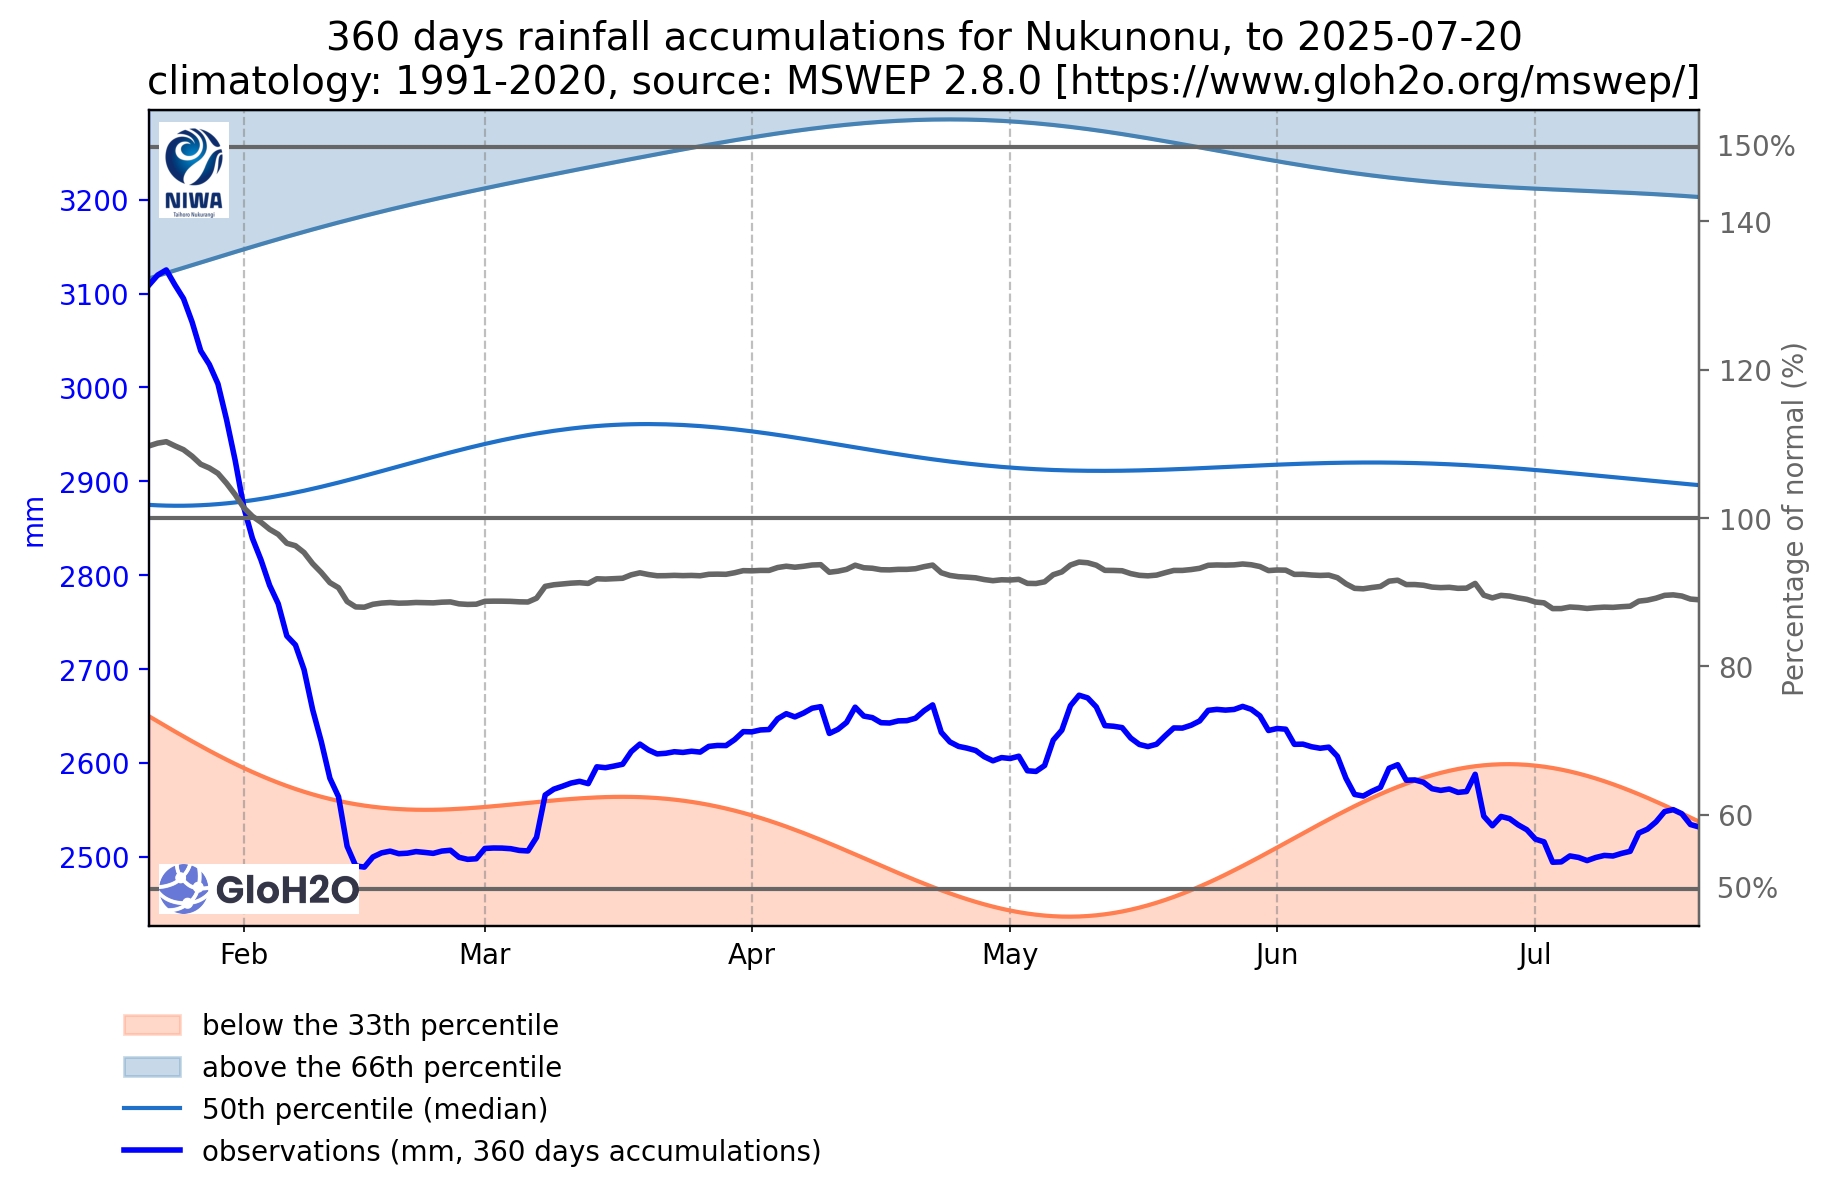 360 days rainfall accumulations for Nukunonu, to 2025-07-20
climatology: 1991-2020, source: MSWEP 2.8.0 [https://www.gloh2o.org/mswep/]
NIWA
Taihoro Nukurangi
3200
3100
3000
2900
2800
2700
2600
2500
mm
150%
140
120
100
80
60
50%
Percentage of normal (%)
GloH2O
Feb
Mar
Apr
May
Jun
Jul
below the 33th percentile
above the 66th percentile
50th percentile (median)
observations (mm, 360 days accumulations)